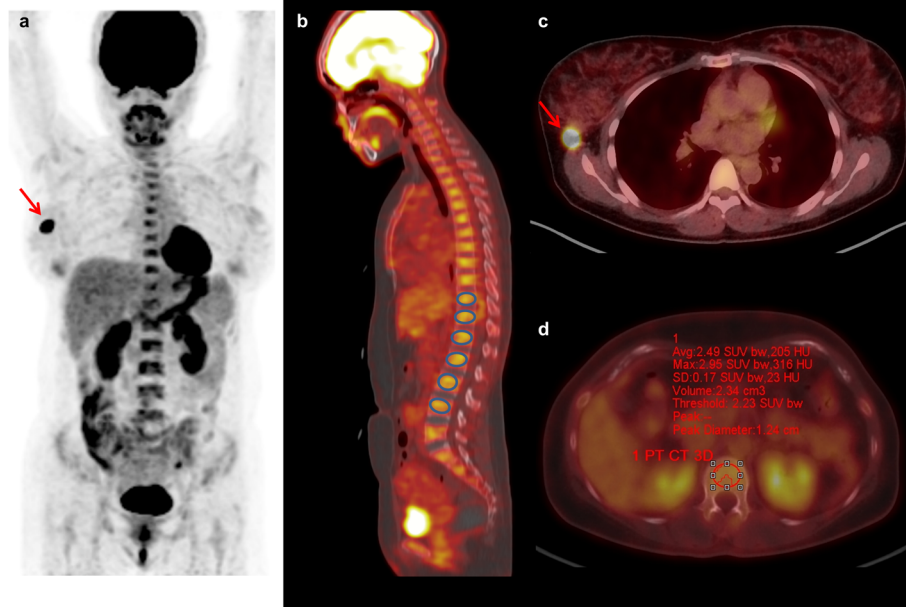 a
b
c
d
1
Avg:2.49 SUV bw,205 HU
Max:2.85 SUV bw,316 HU
SD:0.17 SUV bw,23 HU
Volume:2.34 cm3
Threshold: 2.23 SUV bw
Peak:--
Peak Diameter:1.24 cm
1 PT CT 3D